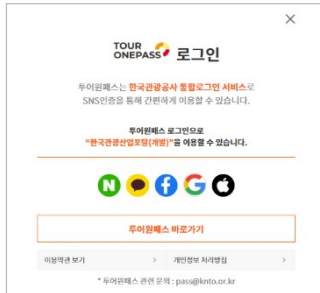 TOUR
ONEPASS 로그인
투어원패스는 한국관광공사 통합로그인 서비스로
SNS인증을 통해 간편하게 이용할 수 있습니다.
투어원패스 로그인으로
"한국관광산업포털(개발)"을 이용할 수 있습니다.
N f G
투어원패스 바로가기
이용약관 보기 > 개인정보 처리방침 >
* 투어원패스 관련 문의 : pass@knto.or.kr